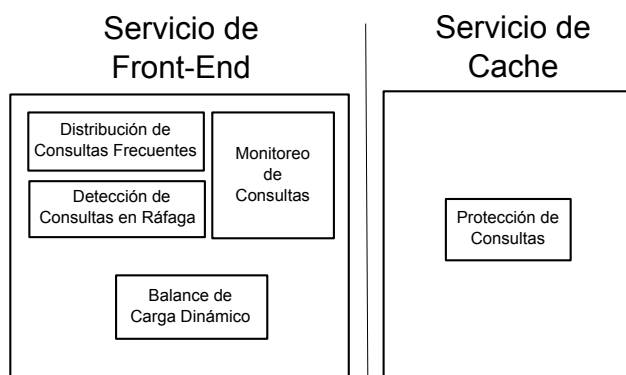 Servicio de
Front-End
Servicio de
Cache
Distribución de
Consultas Frecuentes
Monitoreo
de
Consultas
Detección de
Consultas en Ráfaga
Balance de
Carga Dinámico
Protección de
Consultas